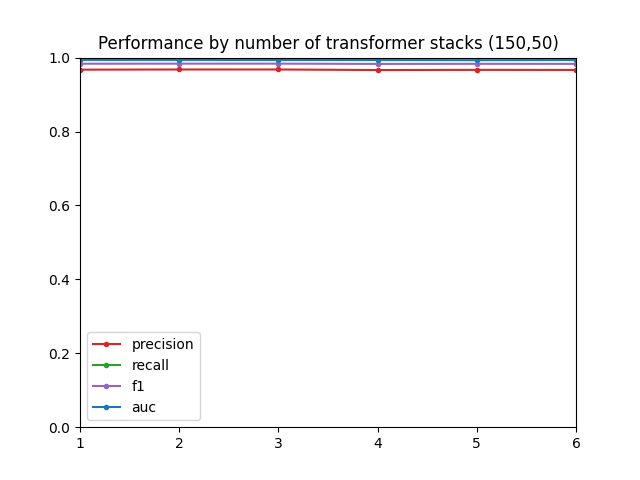 Performance by number of transformer stacks (150,50)
1.0
0.8
0.6
0.4
0.2
0.0
precision
recall
f1
auc
1 2 3 4 5 6